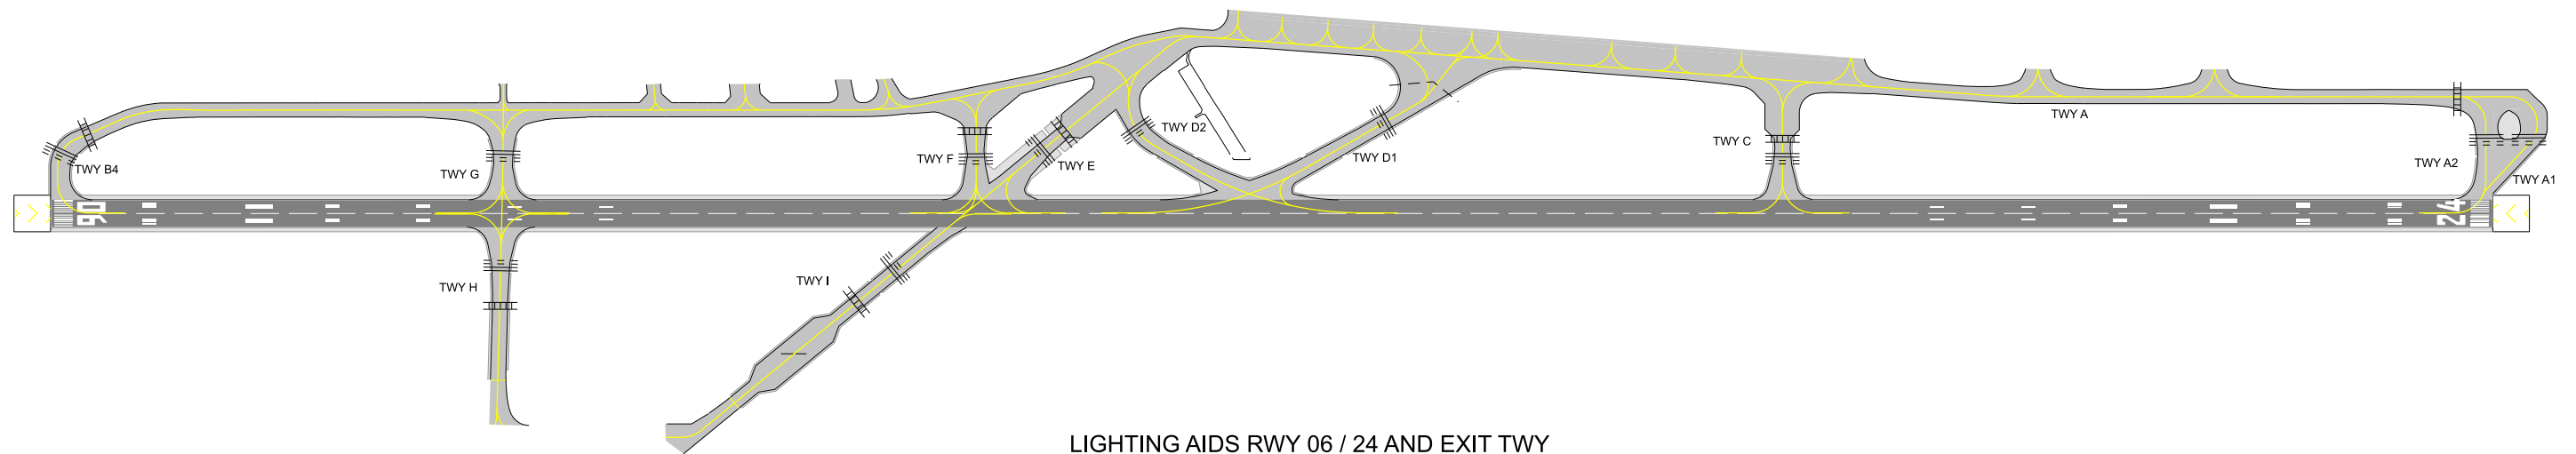 TWY A
TWY D2
TWY C
TWY D1
TWY F
TWY E
TWY A2
TWY B4
TWY G
TWY A1
06
24
TWY I
TWY H
LIGHTING AIDS RWY 06 / 24 AND EXIT TWY